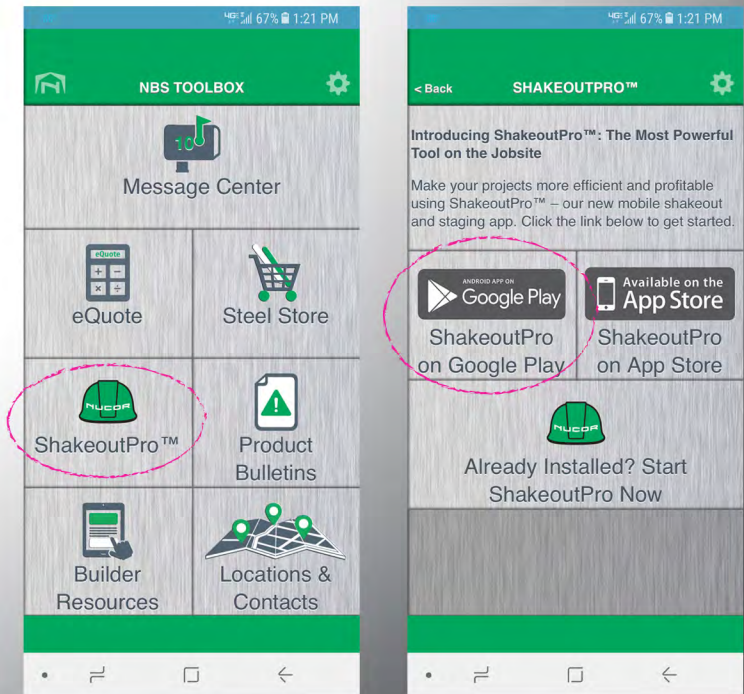 4GE 67% 1:21 PM
NBS TOOLBOX
10
Message Center
eQuote
+ −
× ÷
eQuote
Steel Store
NUCOR
ShakeoutPro™
Product
Bulletins
Builder
Resources
Locations &
Contacts
4GE 67% 1:21 PM
< Back
SHAKEOUTPRO™
Introducing ShakeoutPro™: The Most Powerful
Tool on the Jobsite
Make your projects more efficient and profitable
using ShakeoutPro™ – our new mobile shakeout
and staging app. Click the link below to get started.
ANDROID APP ON
Google Play
ShakeoutPro
on Google Play
Available on the
App Store
ShakeoutPro
on App Store
NUCOR
Already Installed? Start
ShakeoutPro Now